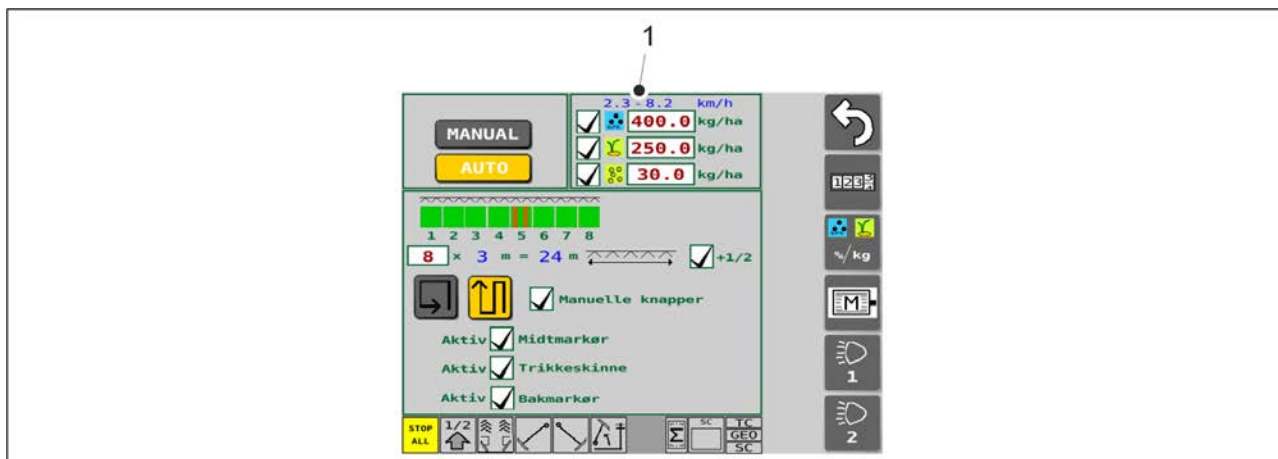 1
2.3 - 8.2 km/h
MANUAL
400.0 kg/ha
AUTO
250.0 kg/ha
30.0 kg/ha
1 2 3 4 5 6 7 8
8 × 3 m = 24 m +1/2
Manuelle knapper
Aktiv Midtmarkør
Aktiv Trikkeskinne
Aktiv Bakmarkør
STOP ALL
1/2
Σ
SC
TC
GEO
SC
%/kg
M
1
2